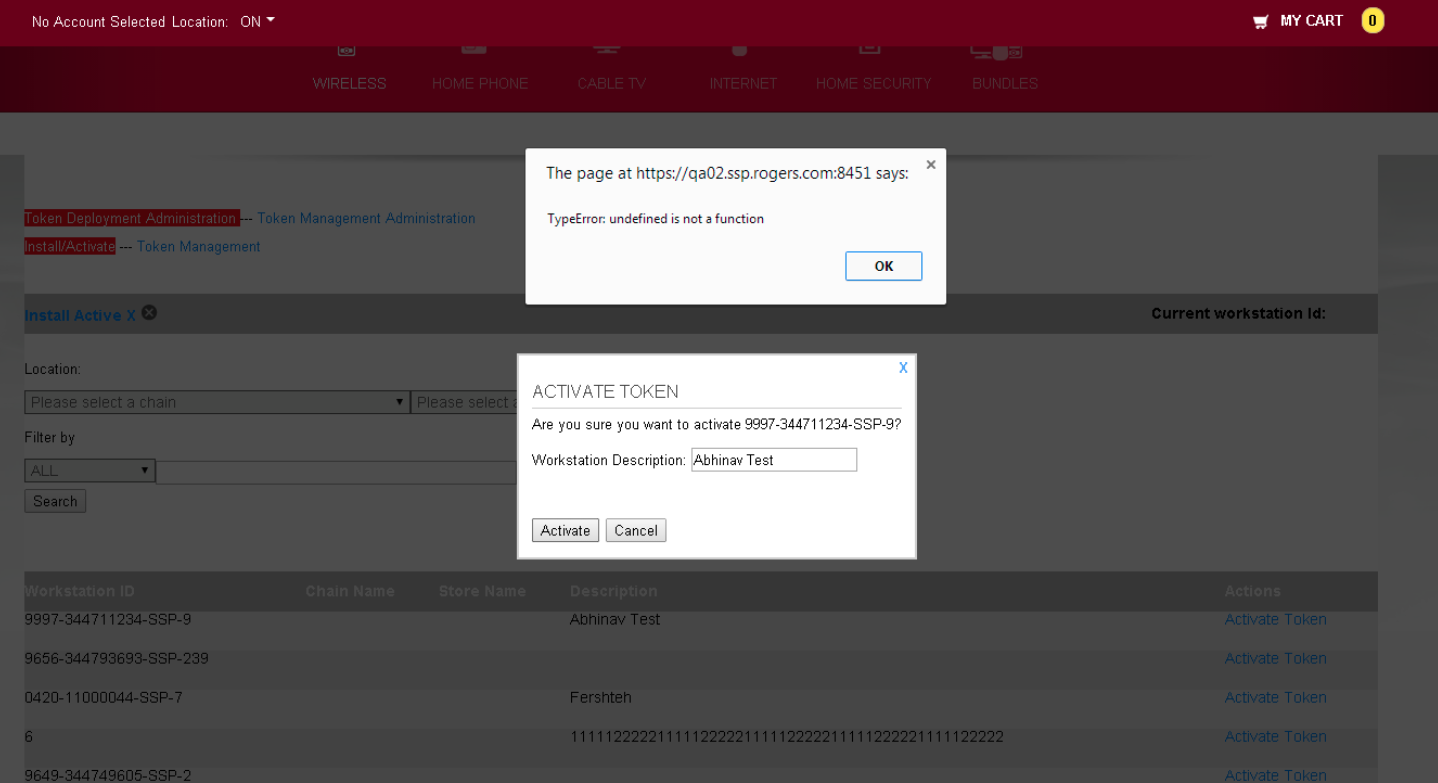 No Account Selected Location: ON
MY CART 0
WIRELESS HOME PHONE CABLE TV INTERNET HOME SECURITY BUNDLES
The page at https://qa02.ssp.rogers.com:8451 says:
TypeError: undefined is not a function
OK
Token Deployment Administration --- Token Management Administration
Install/Activate --- Token Management
Install Active X
Current workstation Id:
Location:
Please select a chain Please select
Filter by
ALL
Search
X
ACTIVATE TOKEN
Are you sure you want to activate 9997-344711234-SSP-9?
Workstation Description: Abhinav Test
Activate Cancel
Workstation ID Chain Name Store Name Description Actions
9997-344711234-SSP-9 Abhinav Test Activate Token
9656-344793693-SSP-239 Activate Token
0420-11000044-SSP-7 Fershteh Activate Token
6 11111222221111122222111112222211111222221111122222 Activate Token
9649-344749605-SSP-2 Activate Token